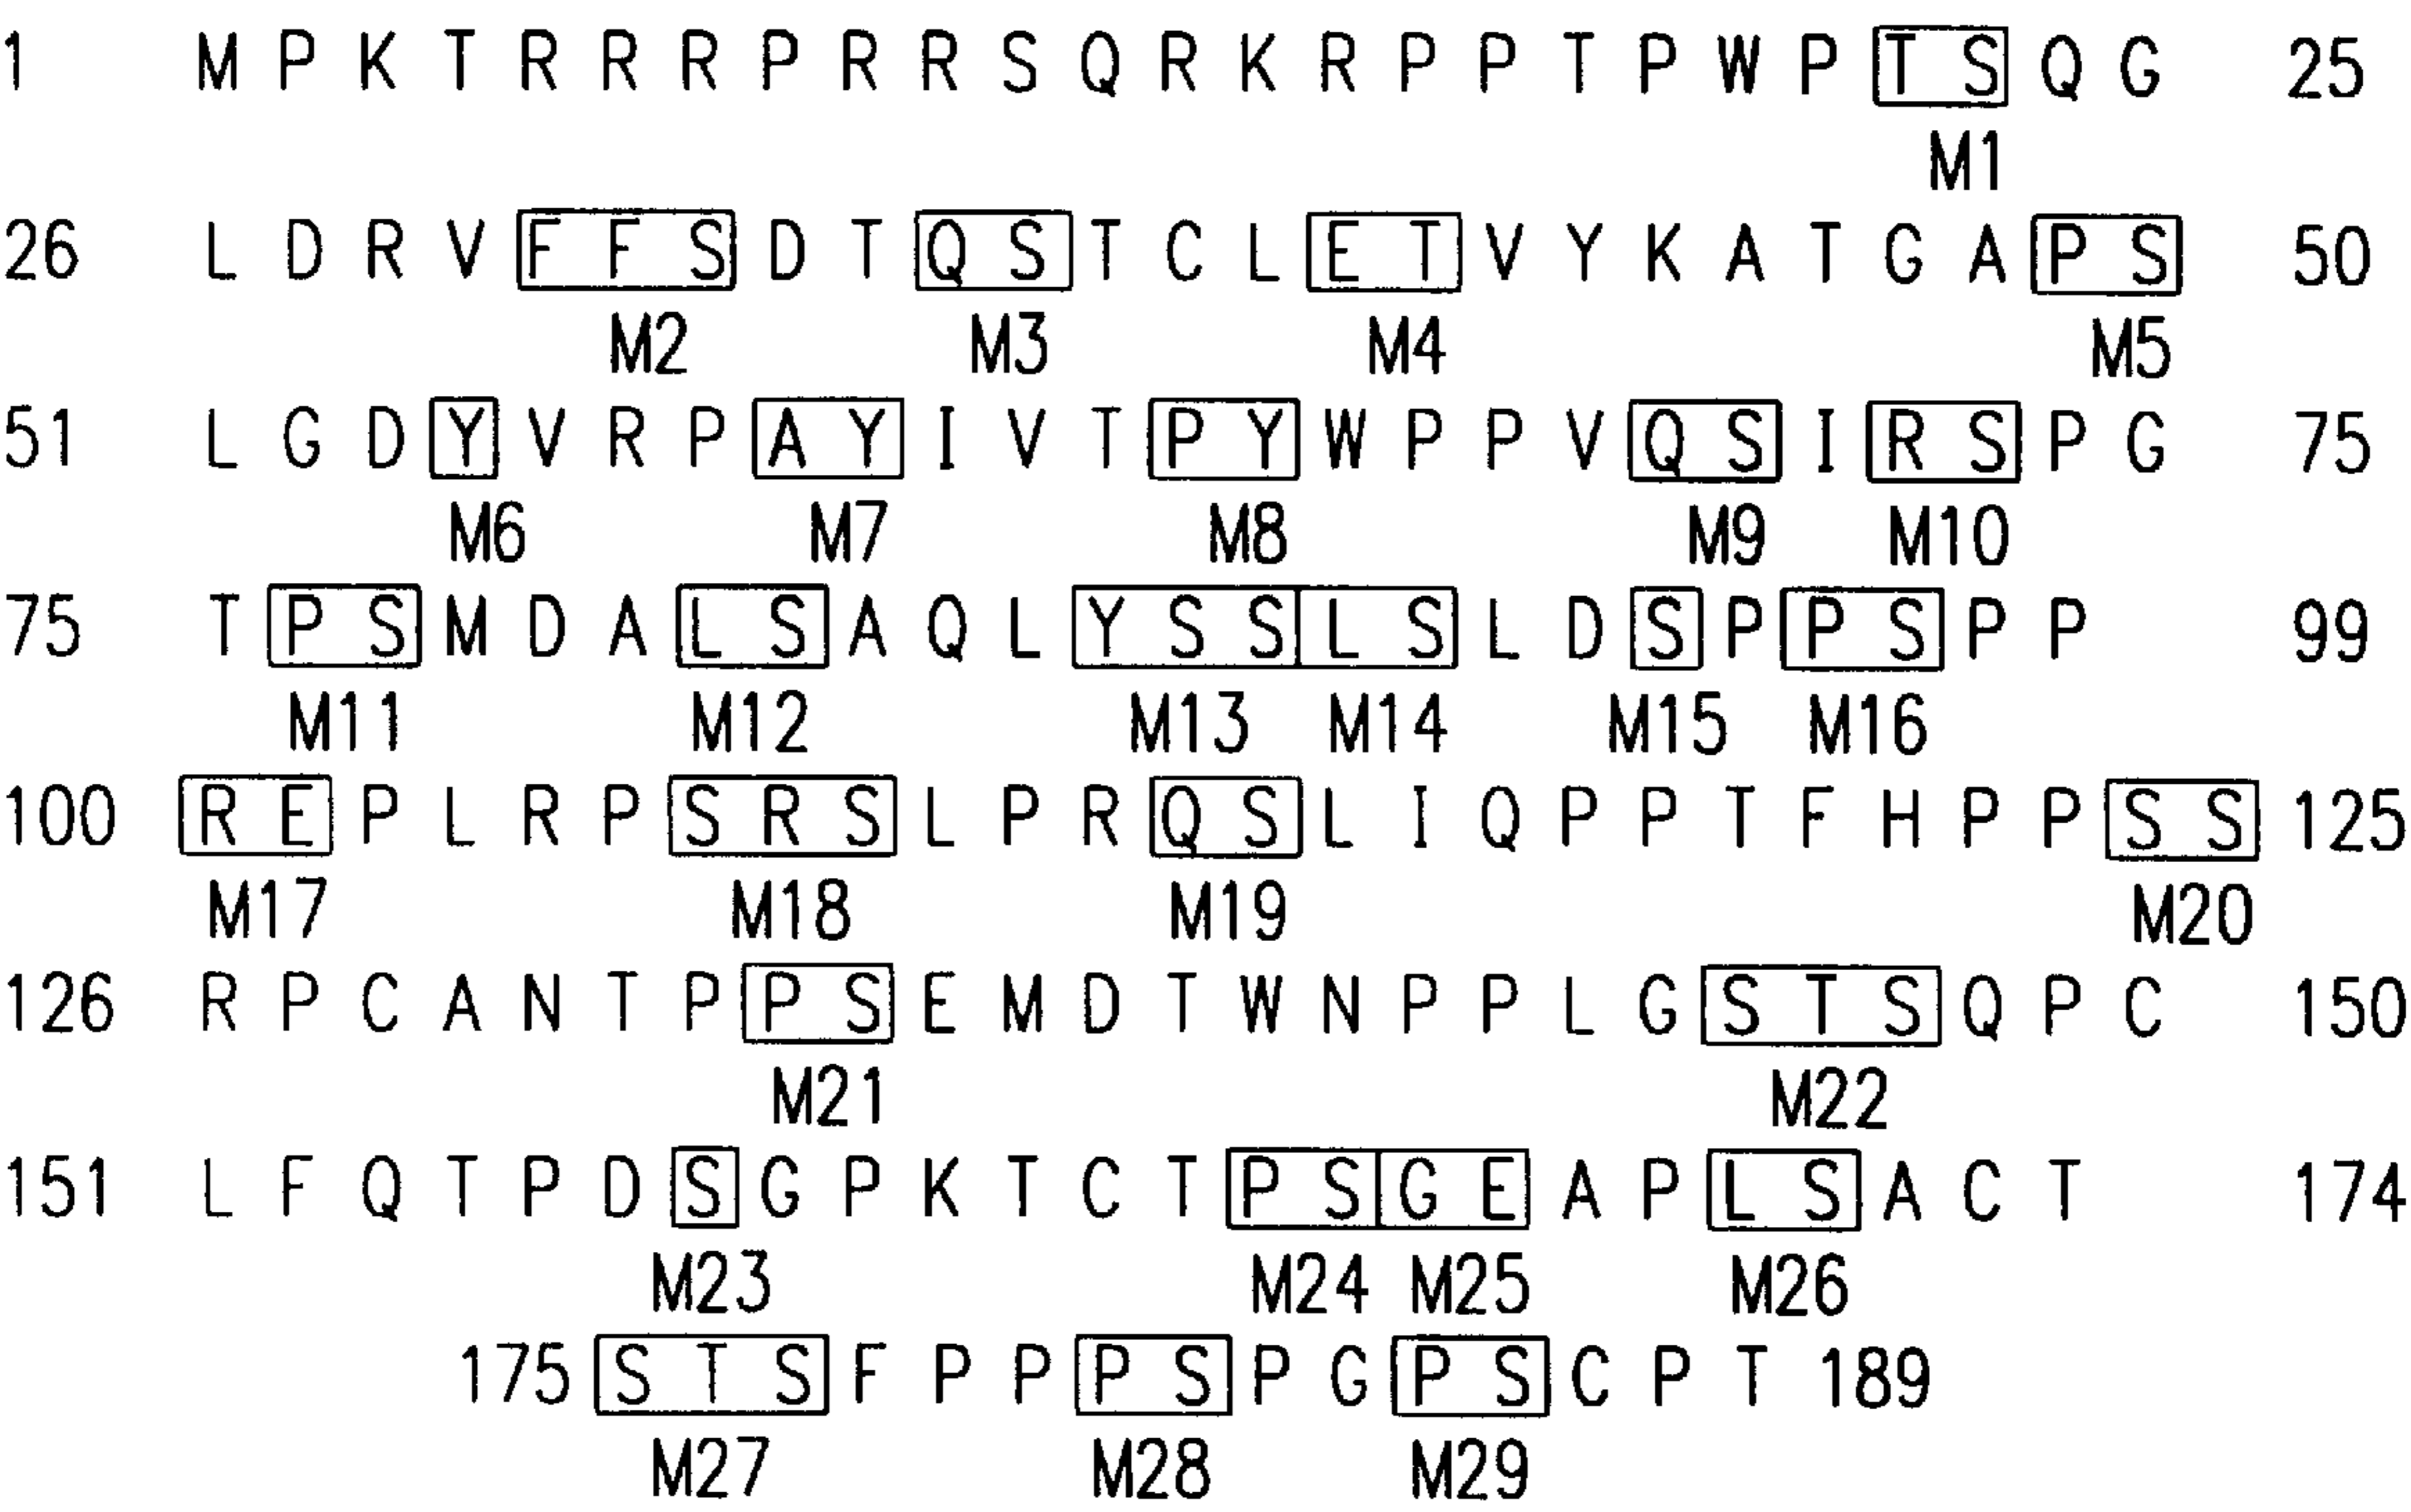 1 M P K T R R R P R R S Q R K R P P T P W P T S Q G 25
M1
26 L D R V F F S D T Q S T C L E T V Y K A T G A P S 50
M2 M3 M4 M5
51 L G D Y V R P A Y I V T P Y W P P V Q S I R S P G 75
M6 M7 M8 M9 M10
75 T P S M D A L S A Q L Y S S L S L D S P P S P P 99
M11 M12 M13 M14 M15 M16
100 R E P L R P S R S L P R Q S L I Q P P T F H P P S S 125
M17 M18 M19 M20
126 R P C A N T P P S E M D T W N P P L G S T S Q P C 150
M21 M22
151 L F Q T P D S G P K T C T P S G E A P L S A C T 174
M23 M24 M25 M26
175 S T S F P P P S P G P S C P T 189
M27 M28 M29